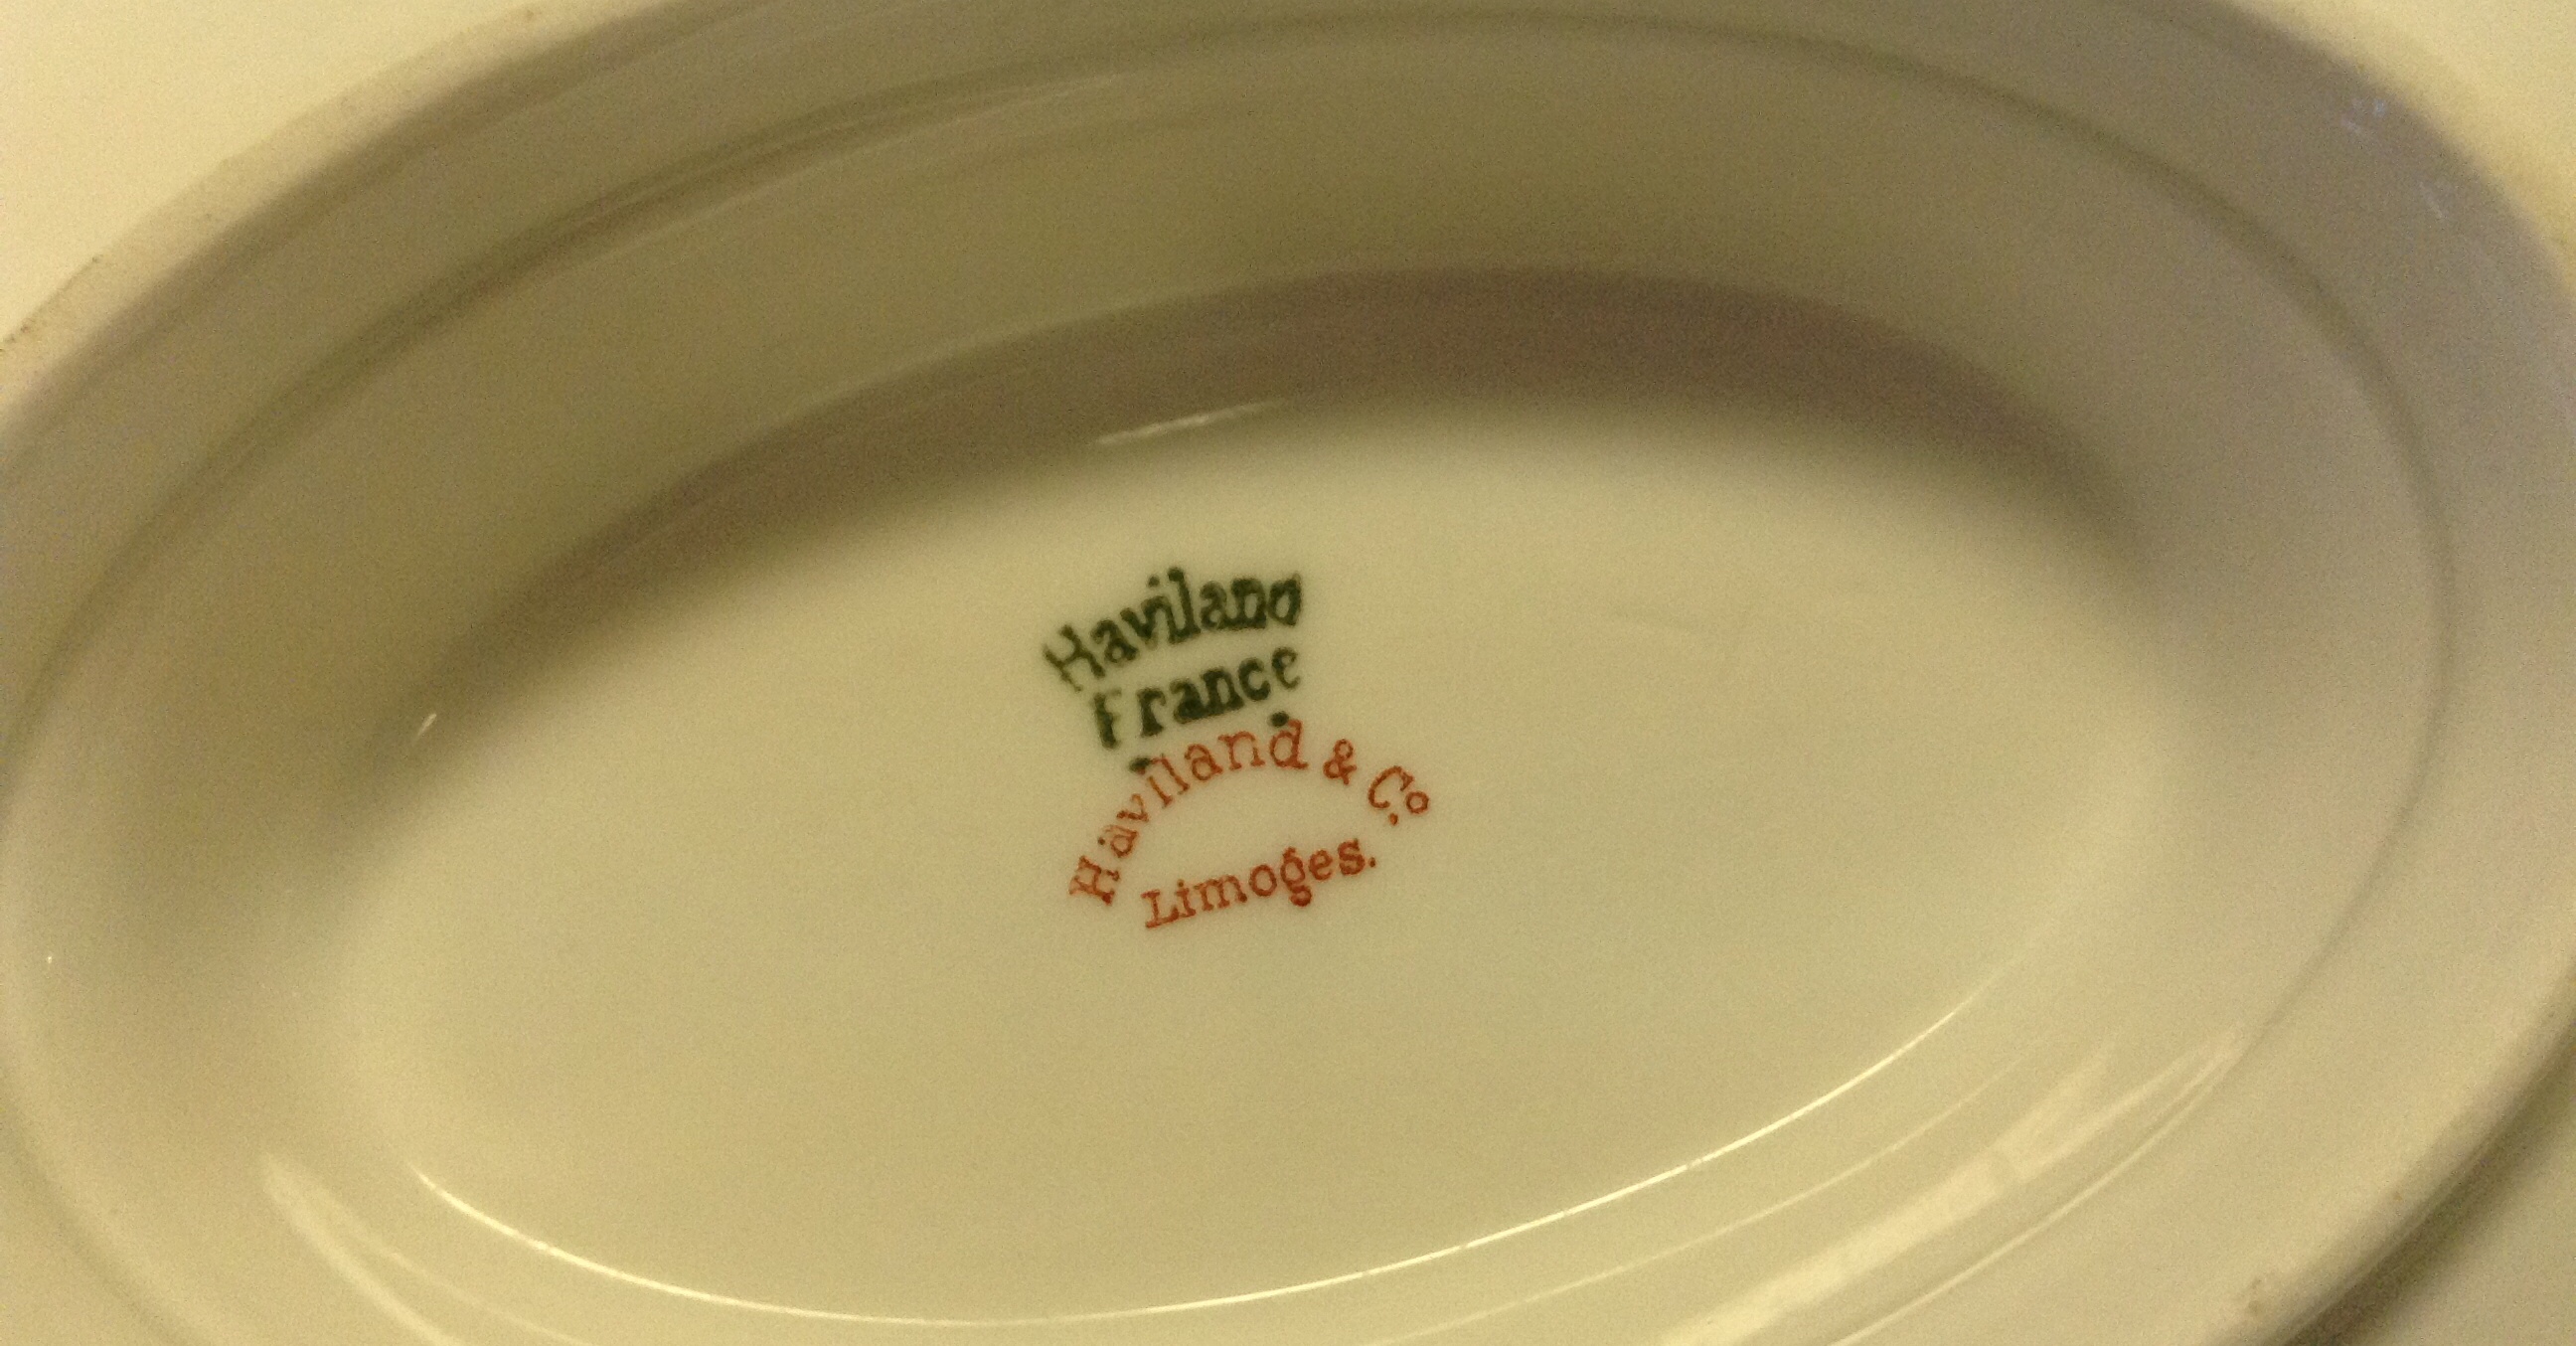 Haviland
France
Haviland & Co.
Limoges.